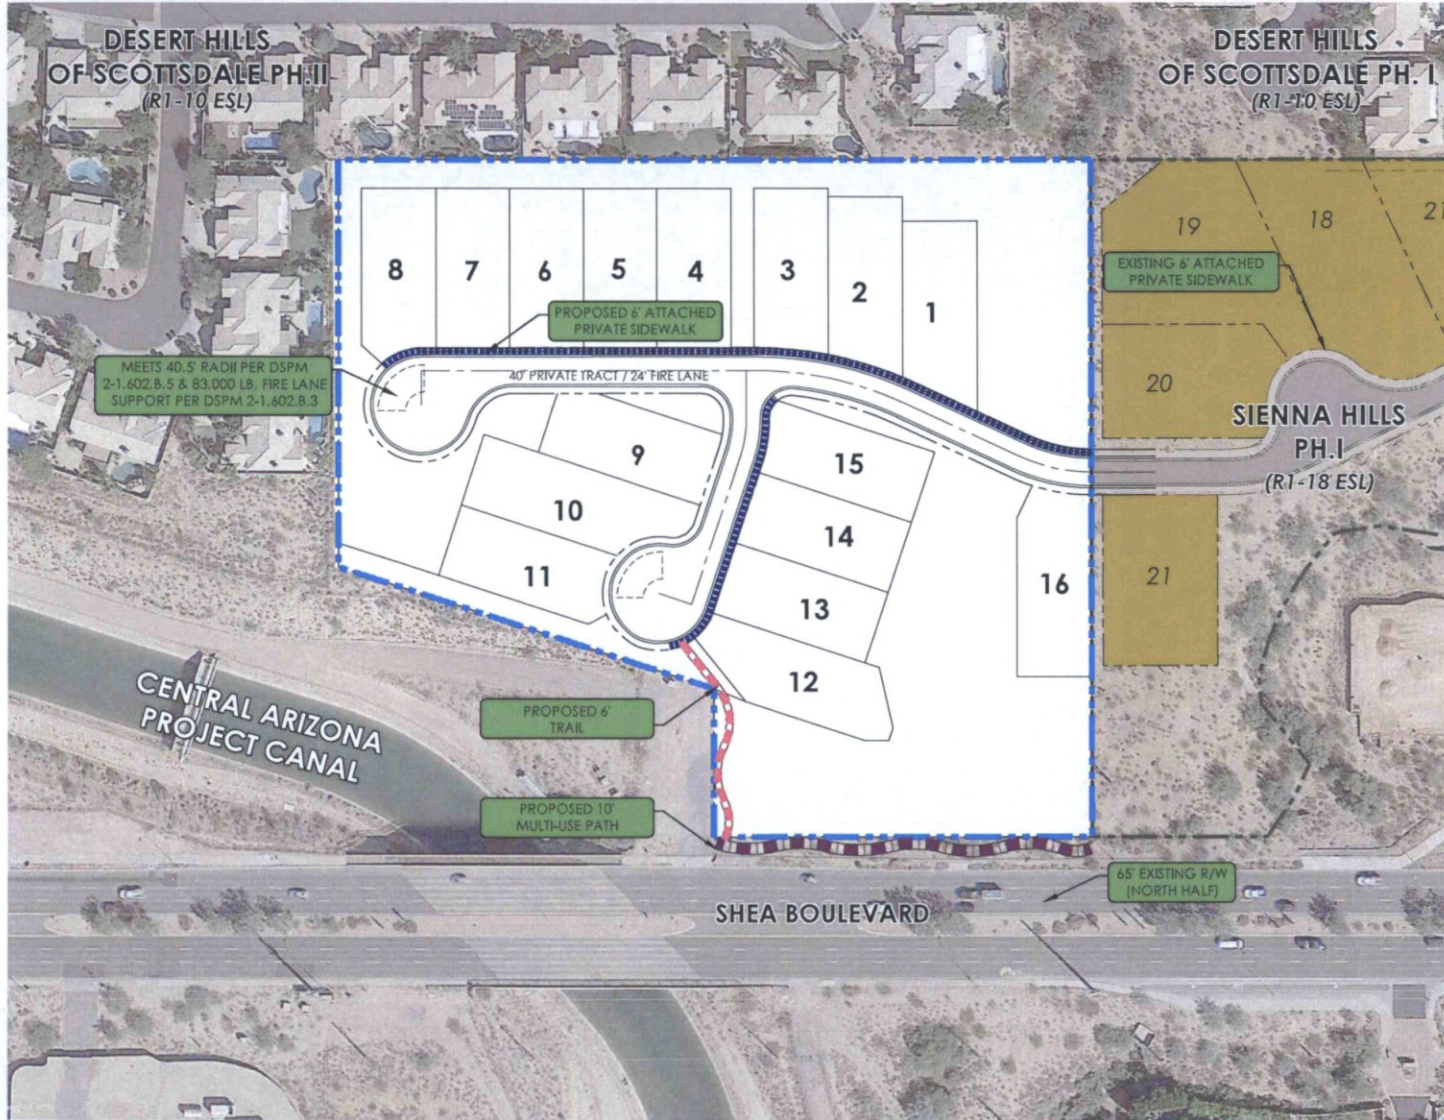 DESERT HILLS
OF SCOTTSDALE PH.II
(R1-10 ESL)
DESERT HILLS
OF SCOTTSDALE PH. I
(R1-10 ESL)
8
7
6
5
4
3
2
1
19
18
21
EXISTING 6' ATTACHED
PRIVATE SIDEWALK
PROPOSED 6' ATTACHED
PRIVATE SIDEWALK
MEETS 40.5' RADII PER DSPM
2-1.602.B.5 & 83,000 LB. FIRE LANE
SUPPORT PER DSPM 2-1.602.B.3
40' PRIVATE TRACT / 24' FIRE LANE
20
SIENNA HILLS
PH.I
(R1-18 ESL)
9
15
10
14
11
13
16
21
12
CENTRAL ARIZONA
PROJECT CANAL
PROPOSED 6'
TRAIL
PROPOSED 10'
MULTI-USE PATH
65' EXISTING R/W
(NORTH HALF)
SHEA BOULEVARD